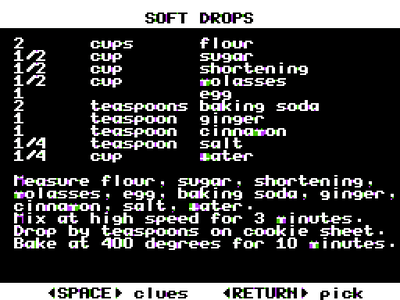 SOFT DROPS
2 cups flour
1/2 cup sugar
1/2 cup shortening
1/2 cup molasses
1 egg
2 teaspoons baking soda
1 teaspoon ginger
1 teaspoon cinnamon
1/4 teaspoon salt
1/4 cup water
Measure flour, sugar, shortening,
molasses, egg, baking soda, ginger,
cinnamon, salt, water.
Mix at high speed for 3 minutes.
Drop by teaspoons on cookie sheet.
Bake at 400 degrees for 10 minutes.
◀SPACE▶ clues ◀RETURN▶ pick